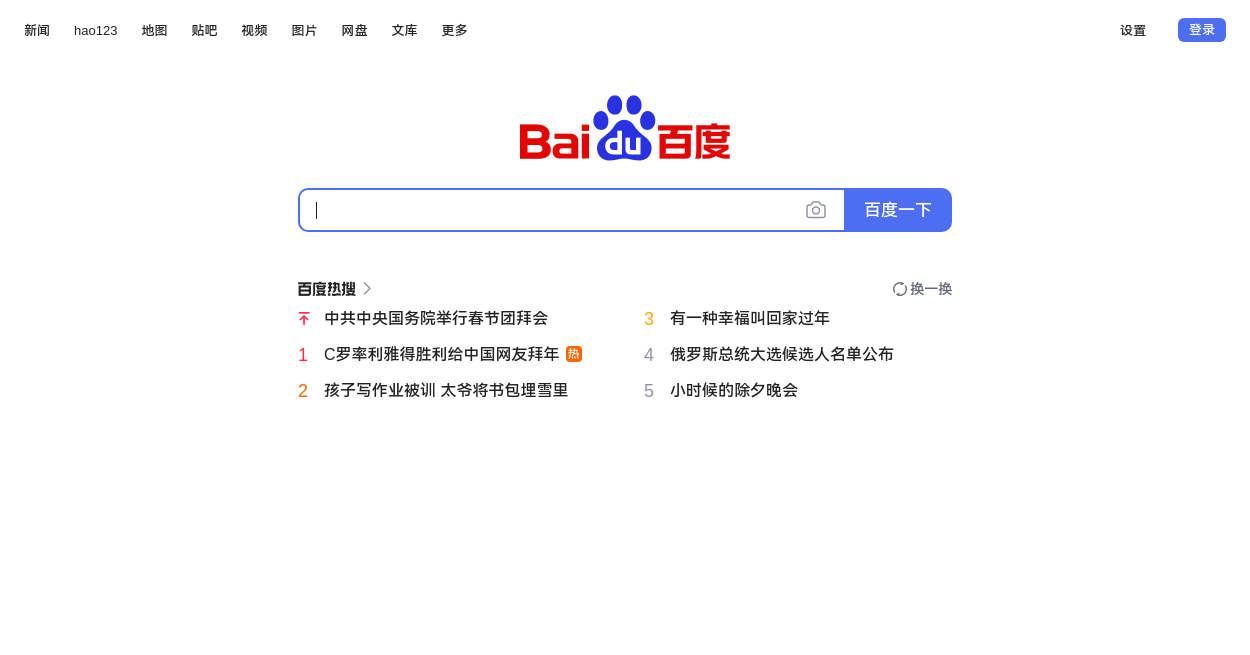 新闻 hao123 地图 贴吧 视频 图片 网盘 文库 更多 设置 登录
Bai du 百度
百度一下
百度热搜 换一换
中共中央国务院举行春节团拜会
1 C罗率利雅得胜利给中国网友拜年 热
2 孩子写作业被训 太爷将书包埋雪里
3 有一种幸福叫回家过年
4 俄罗斯总统大选候选人名单公布
5 小时候的除夕晚会